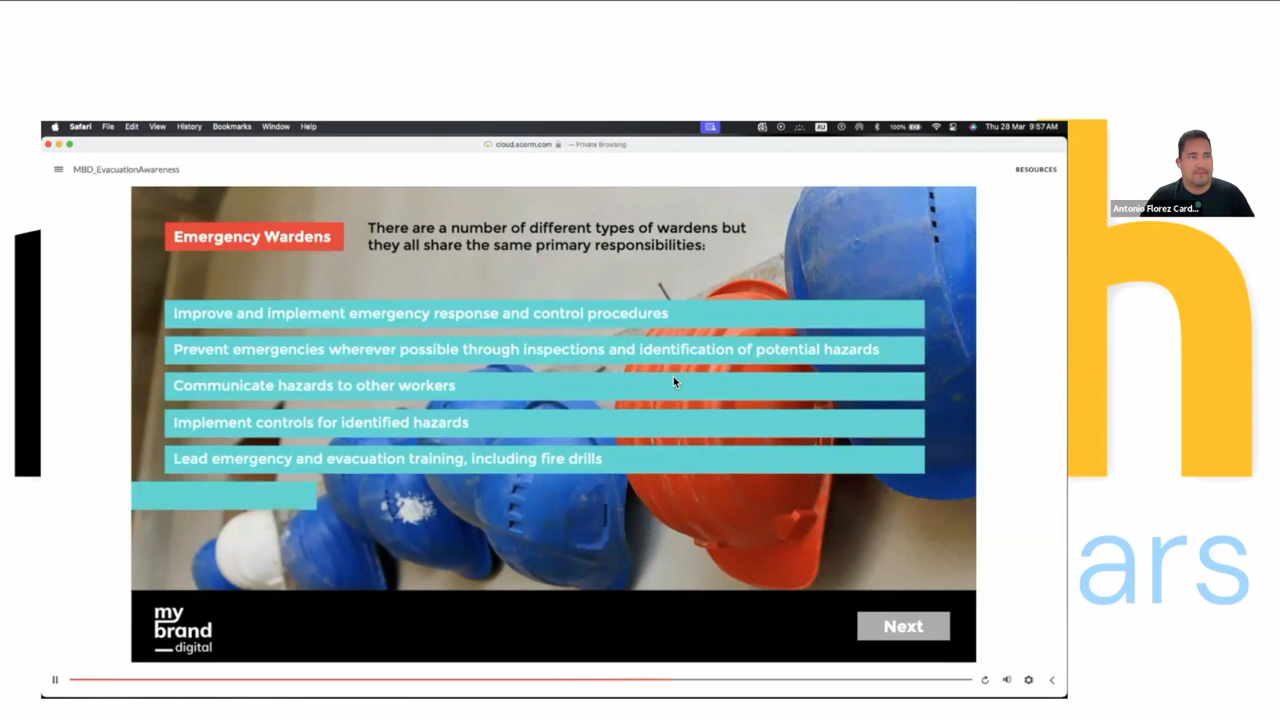 Safari File Edit View History Bookmarks Window Help AU 100% Thu 28 Mar 9:57 AM
cloud.scorm.com — Private Browsing
MBD_EvacuationAwareness RESOURCES
Antonio Florez Card...
Emergency Wardens
There are a number of different types of wardens but
they all share the same primary responsibilities:
Improve and implement emergency response and control procedures
Prevent emergencies wherever possible through inspections and identification of potential hazards
Communicate hazards to other workers
Implement controls for identified hazards
Lead emergency and evacuation training, including fire drills
h
ars
my
brand
digital
Next